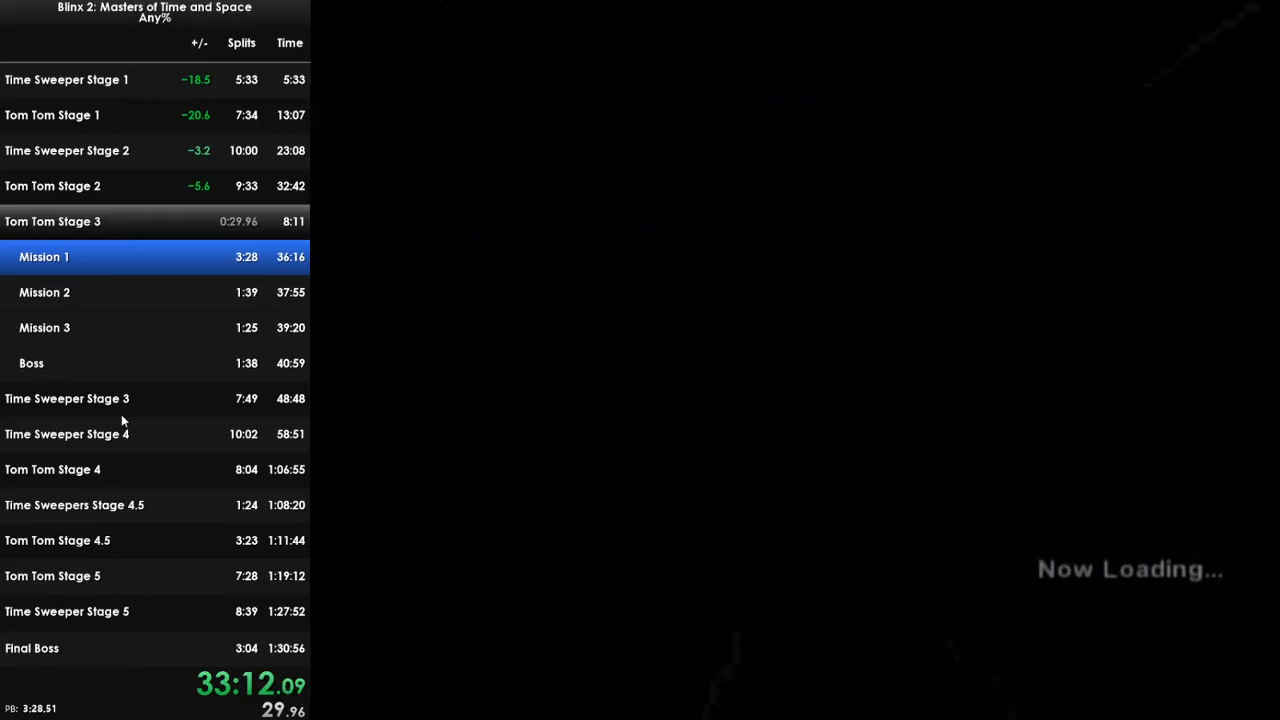 Blinx 2: Masters of Time and Space
Any%
+/- Splits Time
Time Sweeper Stage 1 −18.5 5:33 5:33
Tom Tom Stage 1 −20.6 7:34 13:07
Time Sweeper Stage 2 −3.2 10:00 23:08
Tom Tom Stage 2 −5.6 9:33 32:42
Tom Tom Stage 3 0:29.96 8:11
Mission 1 3:28 36:16
Mission 2 1:39 37:55
Mission 3 1:25 39:20
Boss 1:38 40:59
Time Sweeper Stage 3 7:49 48:48
Time Sweeper Stage 4 10:02 58:51
Tom Tom Stage 4 8:04 1:06:55
Time Sweepers Stage 4.5 1:24 1:08:20
Tom Tom Stage 4.5 3:23 1:11:44
Now Loading...
Tom Tom Stage 5 7:28 1:19:12
Time Sweeper Stage 5 8:39 1:27:52
Final Boss 3:04 1:30:56
33:12.09
PB: 3:28.51 29.96